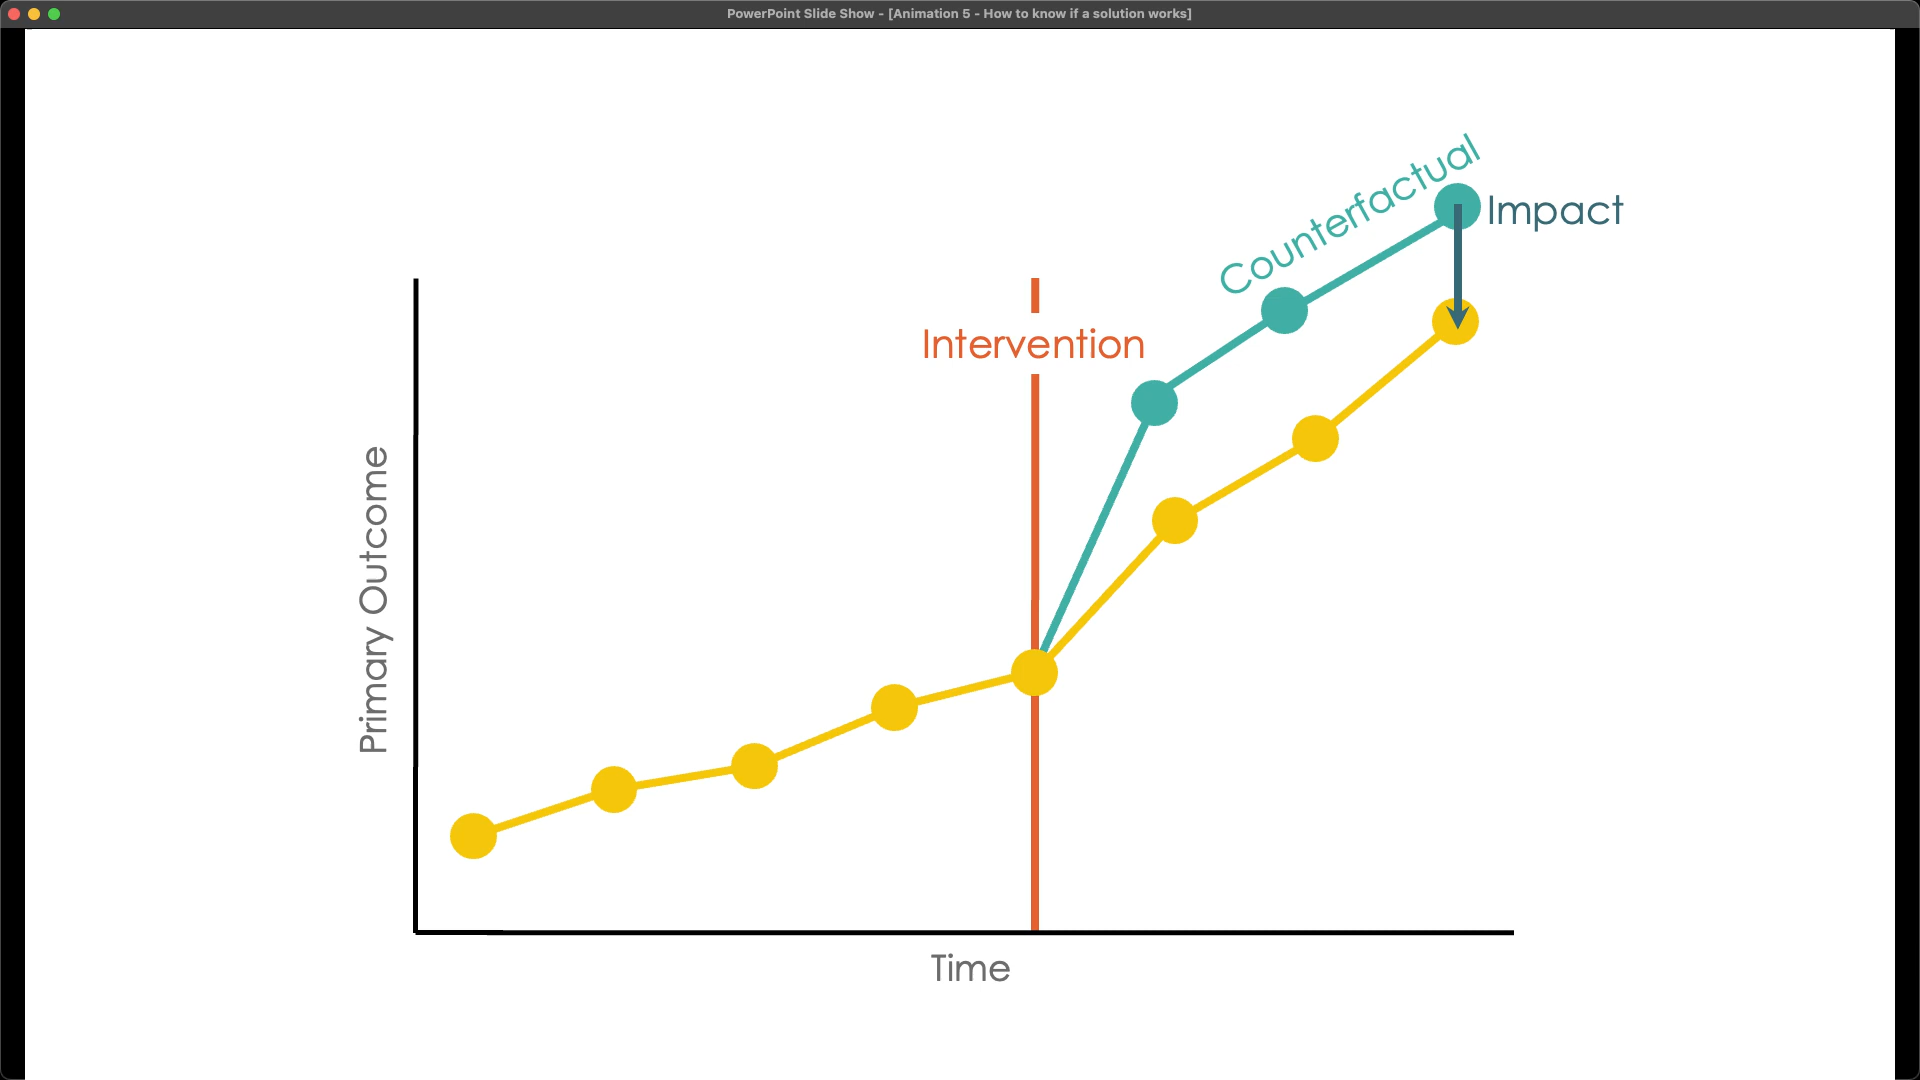 PowerPoint Slide Show - [Animation 5 - How to know if a solution works]
Counterfactual
Impact
Intervention
Primary Outcome
Time